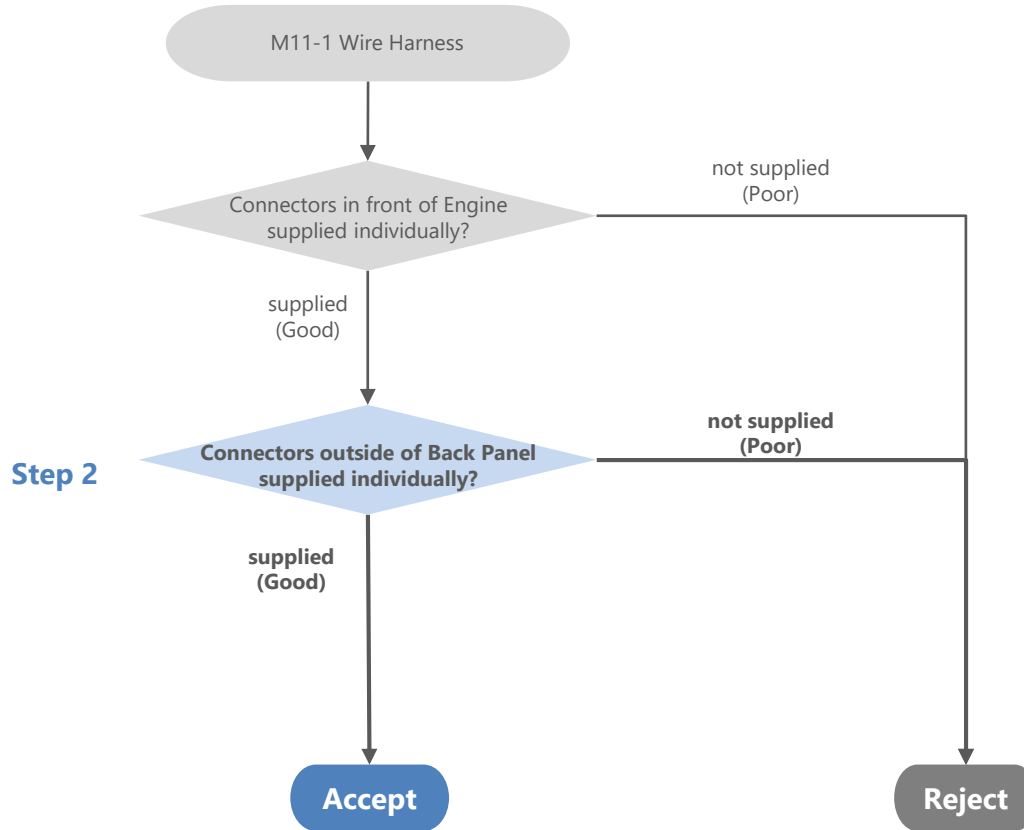 M11-1 Wire Harness
Connectors in front of Engine
supplied individually?
not supplied
(Poor)
supplied
(Good)
Step 2
Connectors outside of Back Panel
supplied individually?
not supplied
(Poor)
supplied
(Good)
Accept
Reject